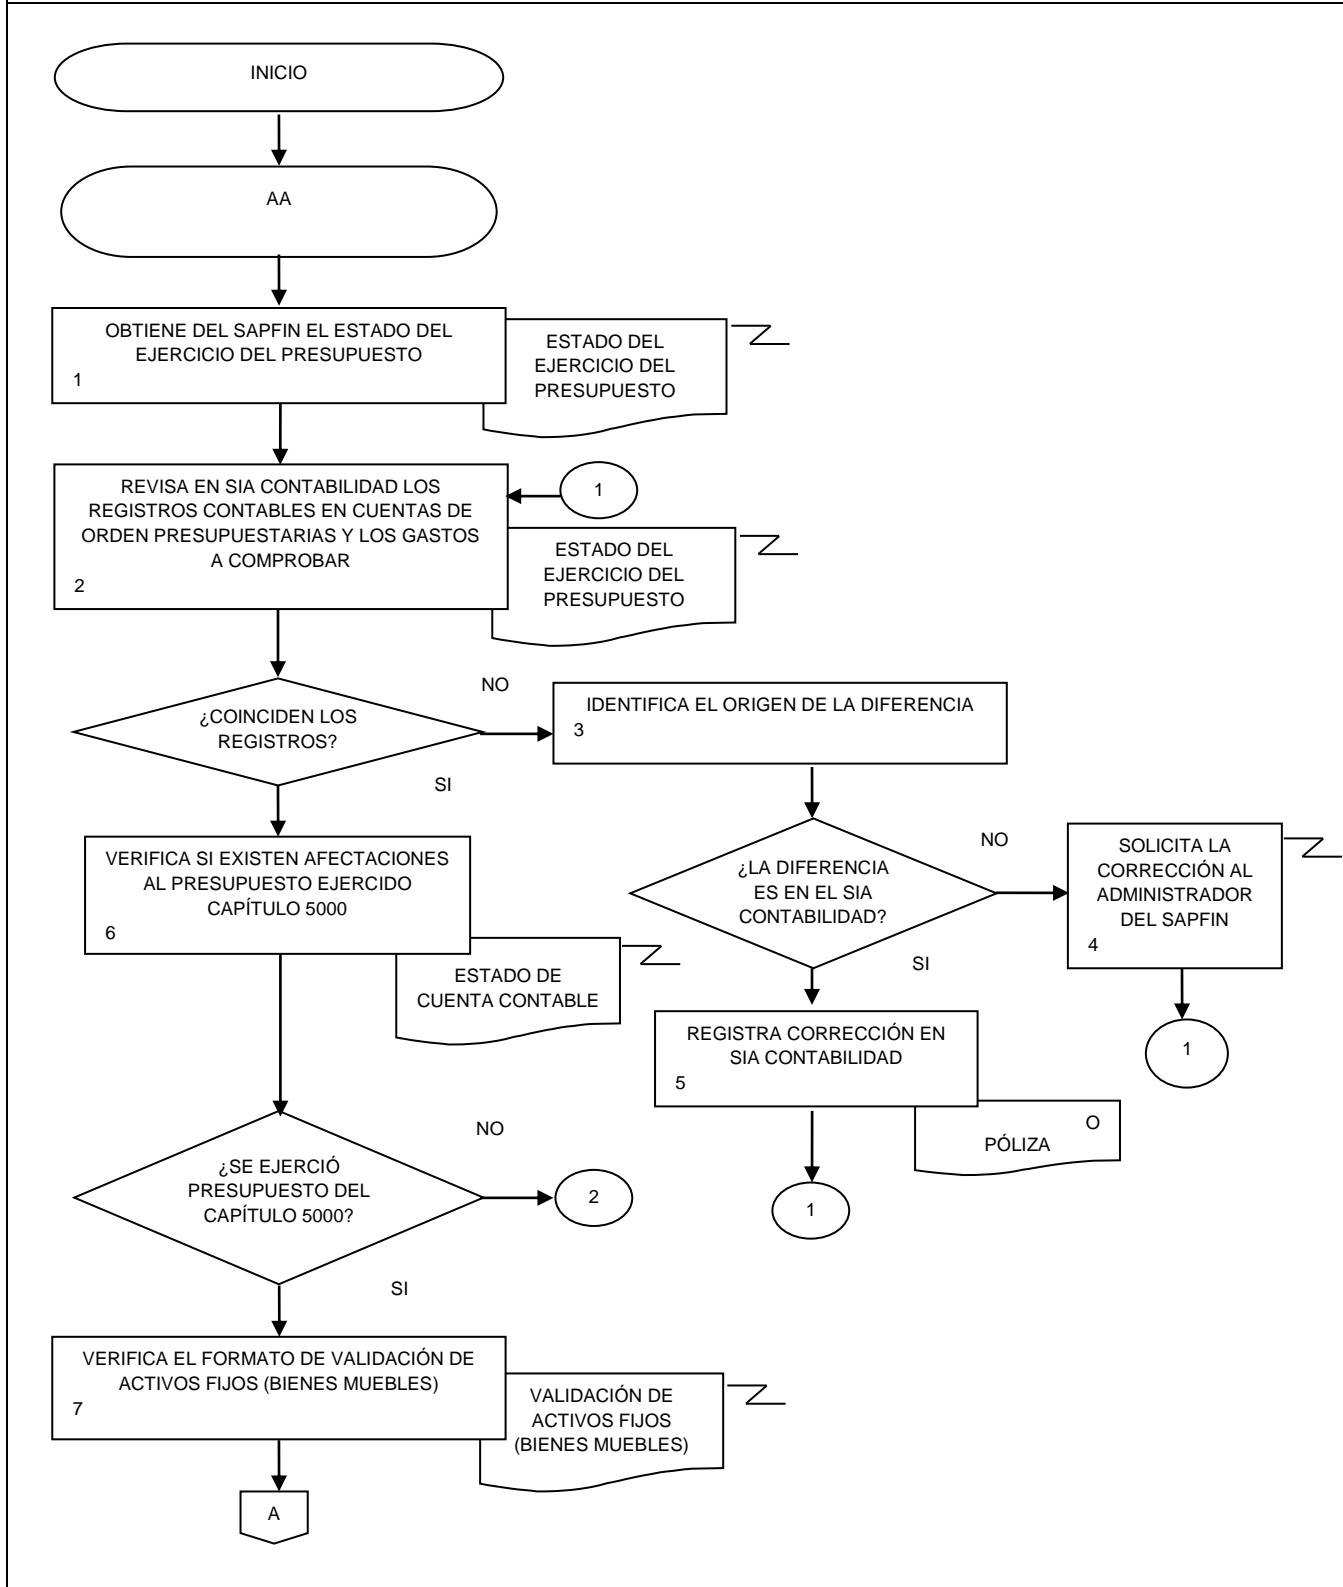 INICIO
AA
OBTIENE DEL SAPFIN EL ESTADO DEL
EJERCICIO DEL PRESUPUESTO
1
ESTADO DEL
EJERCICIO DEL
PRESUPUESTO
REVISA EN SIA CONTABILIDAD LOS
REGISTROS CONTABLES EN CUENTAS DE
ORDEN PRESUPUESTARIAS Y LOS GASTOS
A COMPROBAR
2
1
ESTADO DEL
EJERCICIO DEL
PRESUPUESTO
¿COINCIDEN LOS
REGISTROS?
NO
SI
IDENTIFICA EL ORIGEN DE LA DIFERENCIA
3
VERIFICA SI EXISTEN AFECTACIONES
AL PRESUPUESTO EJERCIDO
CAPÍTULO 5000
6
ESTADO DE
CUENTA CONTABLE
¿LA DIFERENCIA
ES EN EL SIA
CONTABILIDAD?
NO
SI
SOLICITA LA
CORRECCIÓN AL
ADMINISTRADOR
DEL SAPFIN
4
1
REGISTRA CORRECCIÓN EN
SIA CONTABILIDAD
5
O
PÓLIZA
1
¿SE EJERCIÓ
PRESUPUESTO DEL
CAPÍTULO 5000?
NO
2
SI
VERIFICA EL FORMATO DE VALIDACIÓN DE
ACTIVOS FIJOS (BIENES MUEBLES)
7
VALIDACIÓN DE
ACTIVOS FIJOS
(BIENES MUEBLES)
A